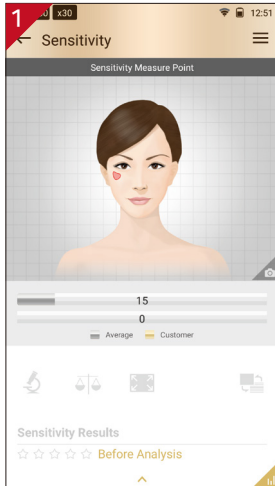 1
x30
12:51
Sensitivity
Sensitivity Measure Point
15
0
Average Customer
Sensitivity Results
Before Analysis